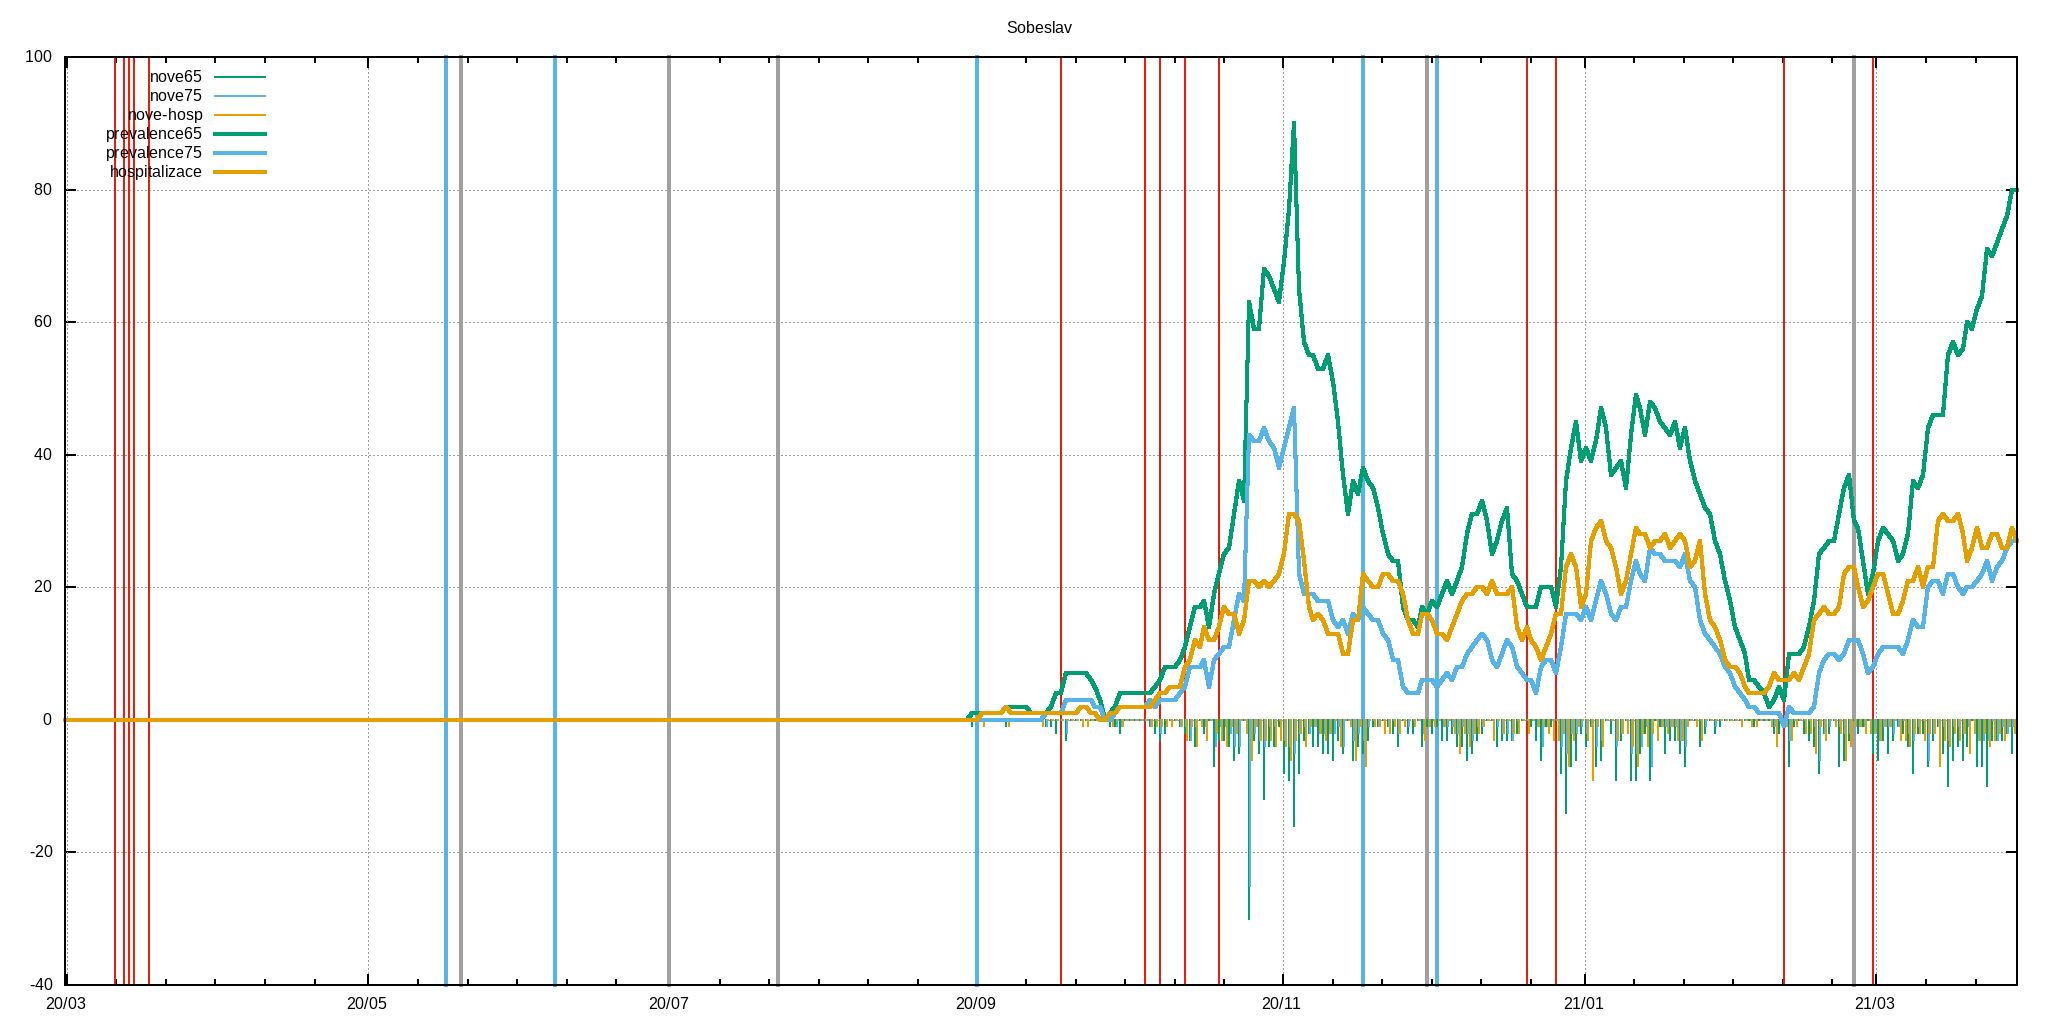 Sobeslav
100
80
60
40
20
0
-20
-40
nove65
nove75
nove-hosp
prevalence65
prevalence75
hospitalizace
20/03 20/05 20/07 20/09 20/11 21/01 21/03